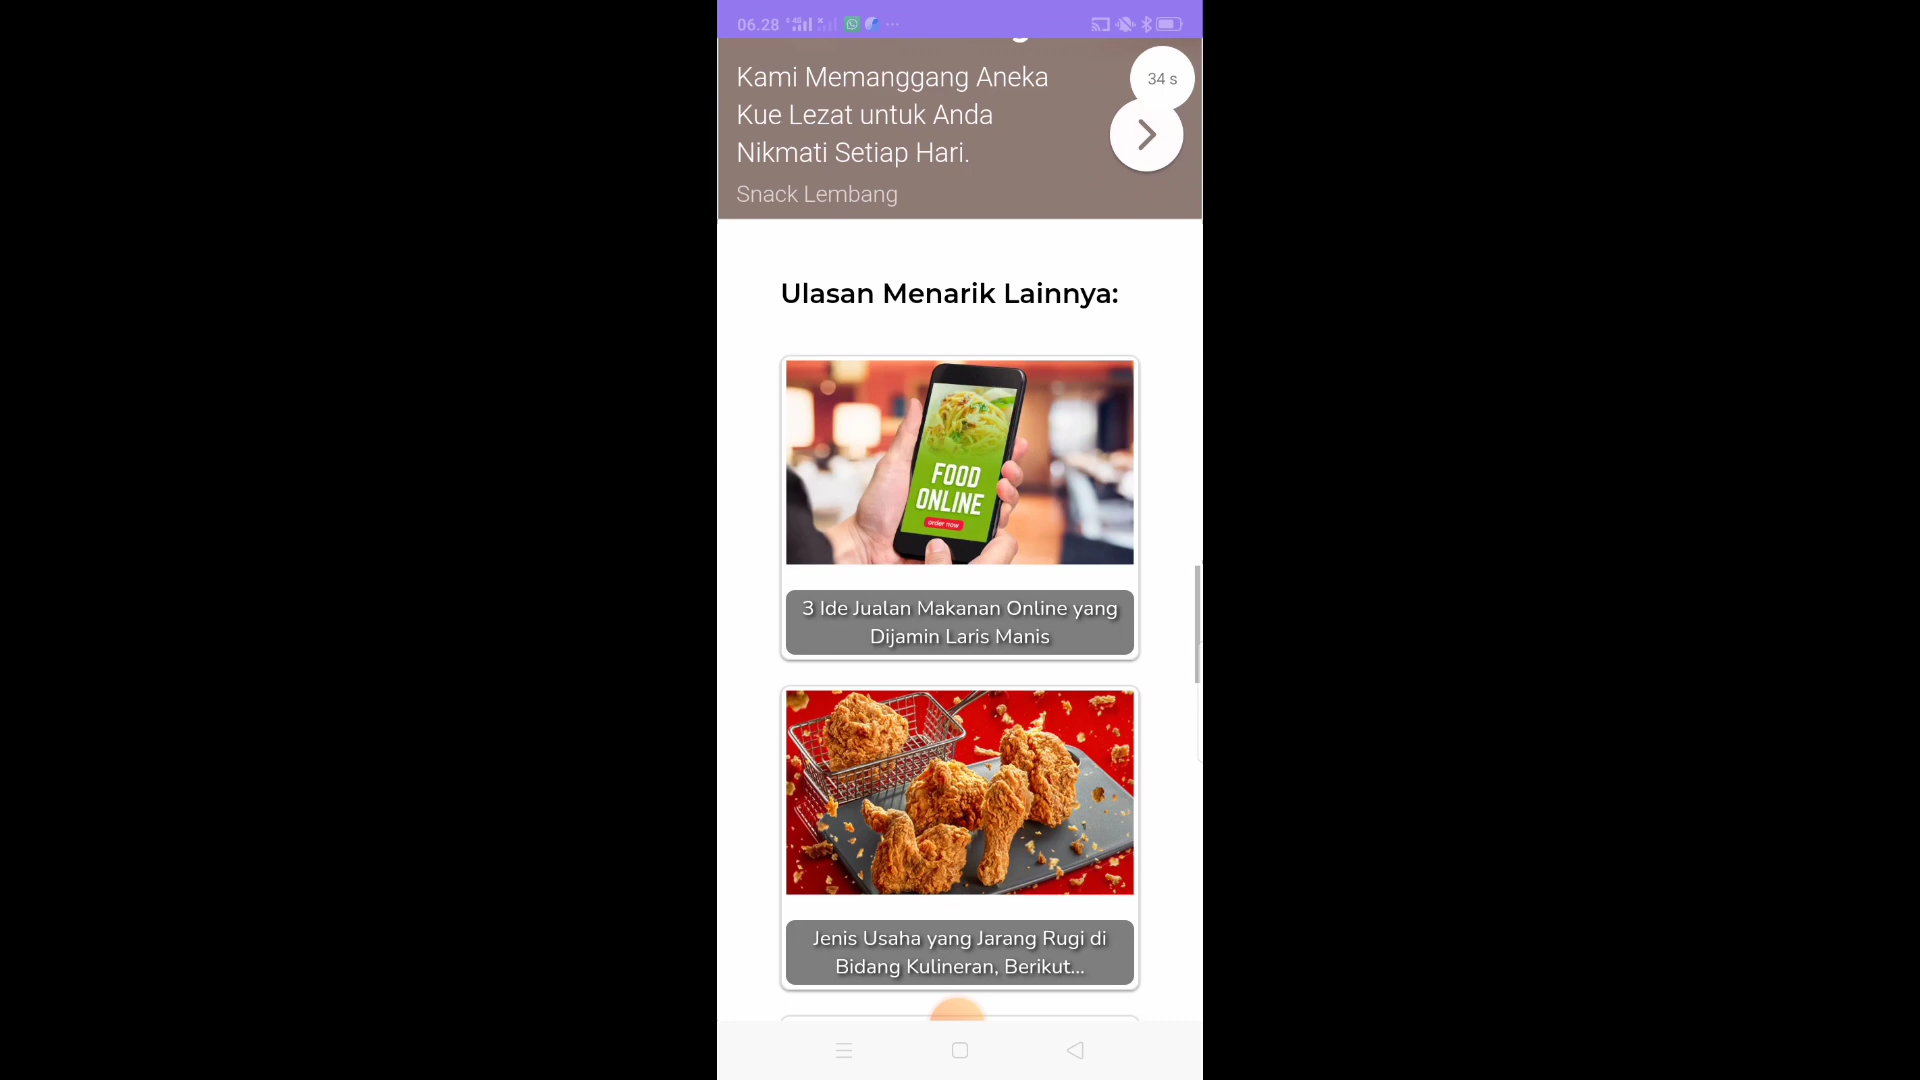 06.28
34 s
Kami Memanggang Aneka
Kue Lezat untuk Anda
Nikmati Setiap Hari.
Snack Lembang
Ulasan Menarik Lainnya:
FOOD
ONLINE
order now
3 Ide Jualan Makanan Online yang
Dijamin Laris Manis
Jenis Usaha yang Jarang Rugi di
Bidang Kulineran, Berikut...